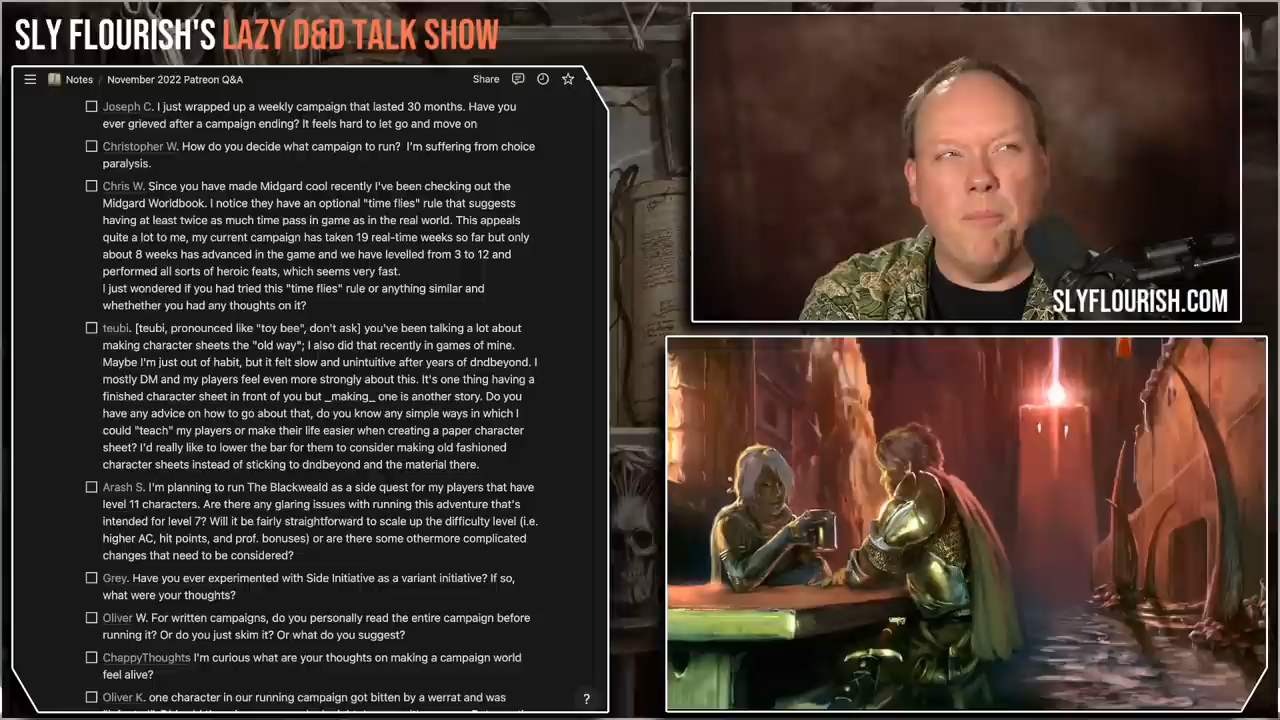 SLY FLOURISH'S LAZY D&D TALK SHOW
Notes / November 2022 Patreon Q&A
Share
Joseph C. I just wrapped up a weekly campaign that lasted 30 months. Have you
ever grieved after a campaign ending? It feels hard to let go and move on
Christopher W. How do you decide what campaign to run?  I'm suffering from choice
paralysis.
Chris W. Since you have made Midgard cool recently I've been checking out the
Midgard Worldbook. I notice they have an optional "time flies" rule that suggests
having at least twice as much time pass in game as in the real world. This appeals
quite a lot to me, my current campaign has taken 19 real-time weeks so far but only
about 8 weeks has advanced in the game and we have levelled from 3 to 12 and
performed all sorts of heroic feats, which seems very fast.
I just wondered if you had tried this "time flies" rule or anything similar and
whethether you had any thoughts on it?
teubi. [teubi, pronounced like "toy bee", don't ask] you've been talking a lot about
making character sheets the "old way"; I also did that recently in games of mine.
Maybe I'm just out of habit, but it felt slow and unintuitive after years of dndbeyond. I
mostly DM and my players feel even more strongly about this. It's one thing having a
finished character sheet in front of you but _making_ one is another story. Do you
have any advice on how to go about that, do you know any simple ways in which I
could "teach" my players or make their life easier when creating a paper character
sheet? I'd really like to lower the bar for them to consider making old fashioned
character sheets instead of sticking to dndbeyond and the material there.
Arash S. I'm planning to run The Blackweald as a side quest for my players that have
level 11 characters. Are there any glaring issues with running this adventure that's
intended for level 7? Will it be fairly straightforward to scale up the difficulty level (i.e.
higher AC, hit points, and prof. bonuses) or are there some othermore complicated
changes that need to be considered?
Grey. Have you ever experimented with Side Initiative as a variant initiative? If so,
what were your thoughts?
Oliver W. For written campaigns, do you personally read the entire campaign before
running it? Or do you just skim it? Or what do you suggest?
ChappyThoughts I'm curious what are your thoughts on making a campaign world
feel alive?
Oliver K. one character in our running campaign got bitten by a werrat and was
?
SLYFLOURISH.COM